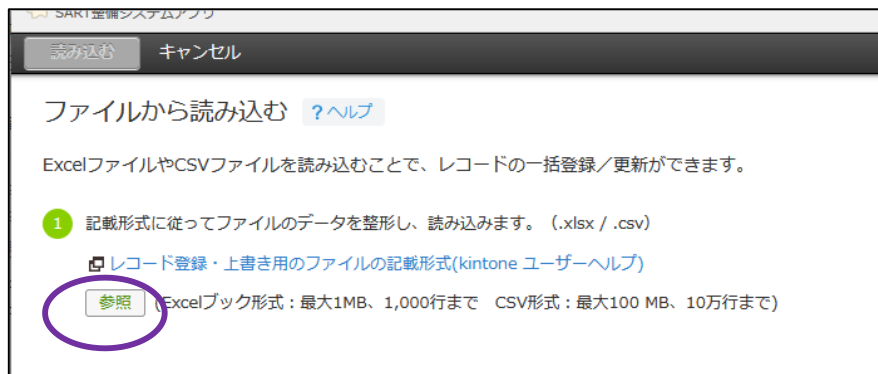 SART整備システムアプリ
読み込む キャンセル
ファイルから読み込む ?ヘルプ
ExcelファイルやCSVファイルを読み込むことで、レコードの一括登録／更新ができます。
1 記載形式に従ってファイルのデータを整形し、読み込みます。（.xlsx / .csv）
レコード登録・上書き用のファイルの記載形式(kintone ユーザーヘルプ)
参照 (Excelブック形式：最大1MB、1,000行まで CSV形式：最大100 MB、10万行まで)